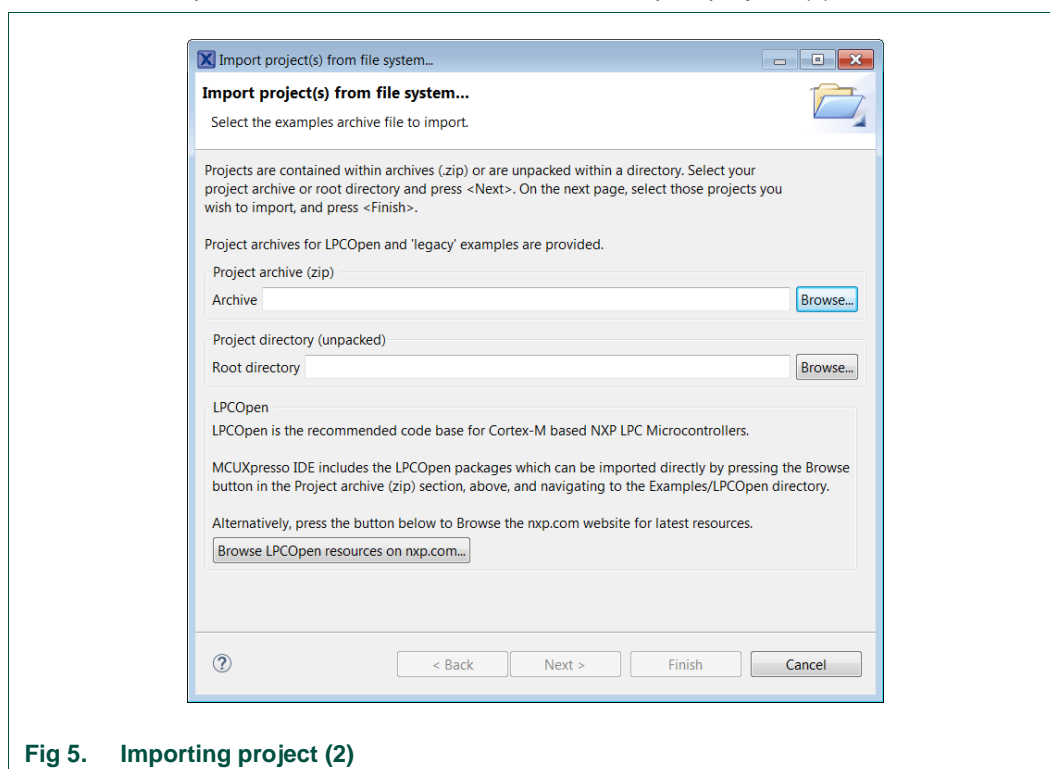 Import project(s) from file system...
Import project(s) from file system...
Select the examples archive file to import.
Projects are contained within archives (.zip) or are unpacked within a directory. Select your
project archive or root directory and press <Next>. On the next page, select those projects you
wish to import, and press <Finish>.
Project archives for LPCOpen and 'legacy' examples are provided.
Project archive (zip)
Archive Browse...
Project directory (unpacked)
Root directory Browse...
LPCOpen
LPCOpen is the recommended code base for Cortex-M based NXP LPC Microcontrollers.
MCUXpresso IDE includes the LPCOpen packages which can be imported directly by pressing the Browse
button in the Project archive (zip) section, above, and navigating to the Examples/LPCOpen directory.
Alternatively, press the button below to Browse the nxp.com website for latest resources.
Browse LPCOpen resources on nxp.com...
? < Back Next > Finish Cancel
Fig 5. Importing project (2)